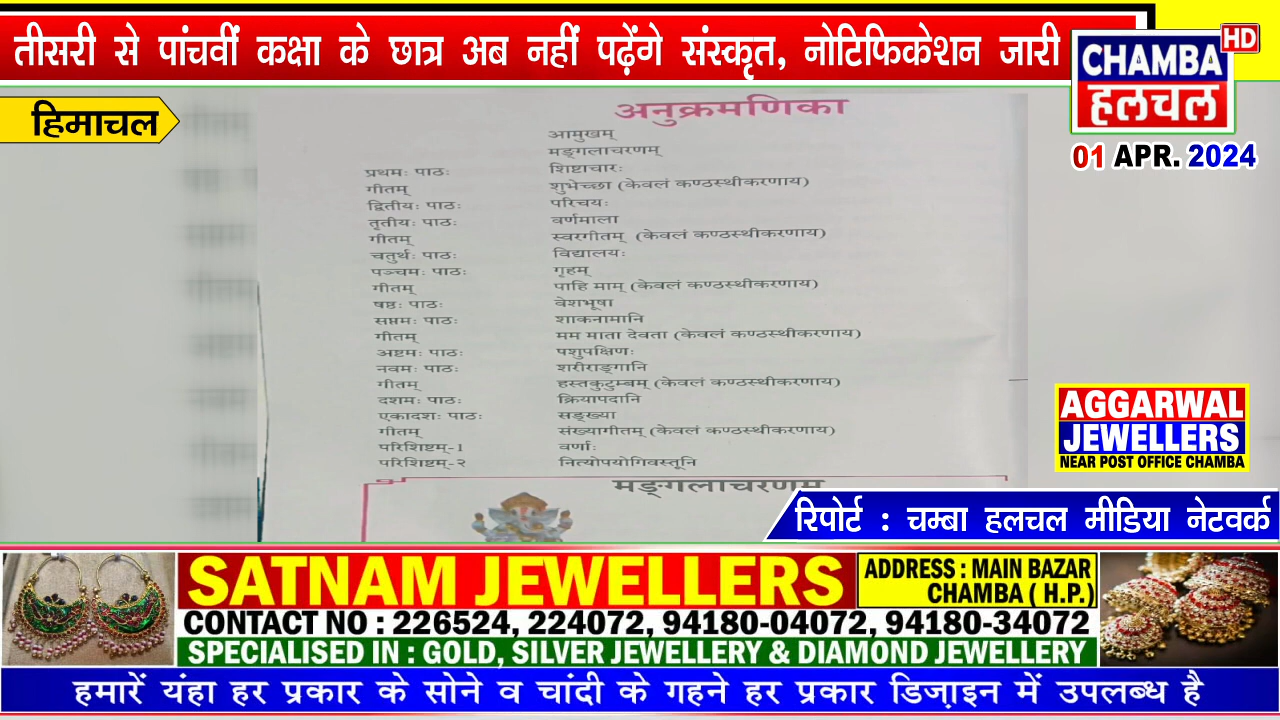 तीसरी से पांचवीं कक्षा के छात्र अब नहीं पढ़ेंगे संस्कृत, नोटिफिकेशन जारी
HD
CHAMBA
हलचल
हिमाचल
01 APR. 2024
अनुक्रमणिका
आमुखम्
मङ्गलाचरणम्
प्रथमः पाठः शिष्टाचारः
गीतम् शुभेच्छा (केवलं कण्ठस्थीकरणाय)
द्वितीयः पाठः परिचयः
तृतीयः पाठः वर्णमाला
गीतम् स्वरगीतम् (केवलं कण्ठस्थीकरणाय)
चतुर्थः पाठः विद्यालयः
पञ्चमः पाठः गृहम्
गीतम् पाहि माम् (केवलं कण्ठस्थीकरणाय)
षष्ठः पाठः वेशभूषा
सप्तमः पाठः शाकनामानि
गीतम् मम माता देवता (केवलं कण्ठस्थीकरणाय)
अष्टमः पाठः पशुपक्षिणः
नवमः पाठः शरीराङ्गानि
गीतम् हस्तकुटुम्बम् (केवलं कण्ठस्थीकरणाय)
दशमः पाठः क्रियापदानि
एकादशः पाठः सङ्ख्या
गीतम् संख्यागीतम् (केवलं कण्ठस्थीकरणाय)
परिशिष्टम्-1 वर्णाः
परिशिष्टम्-२ नित्योपयोगिवस्तूनि
मङ्गलाचरणम्
AGGARWAL
JEWELLERS
NEAR POST OFFICE CHAMBA
रिपोर्ट : चम्बा हलचल मीडिया नेटवर्क
SATNAM JEWELLERS
ADDRESS : MAIN BAZAR
CHAMBA ( H.P.)
CONTACT NO : 226524, 224072, 94180-04072, 94180-34072
SPECIALISED IN : GOLD, SILVER JEWELLERY & DIAMOND JEWELLERY
हमारें यंहा हर प्रकार के सोने व चांदी के गहने हर प्रकार डिज़ाइन में उपलब्ध है